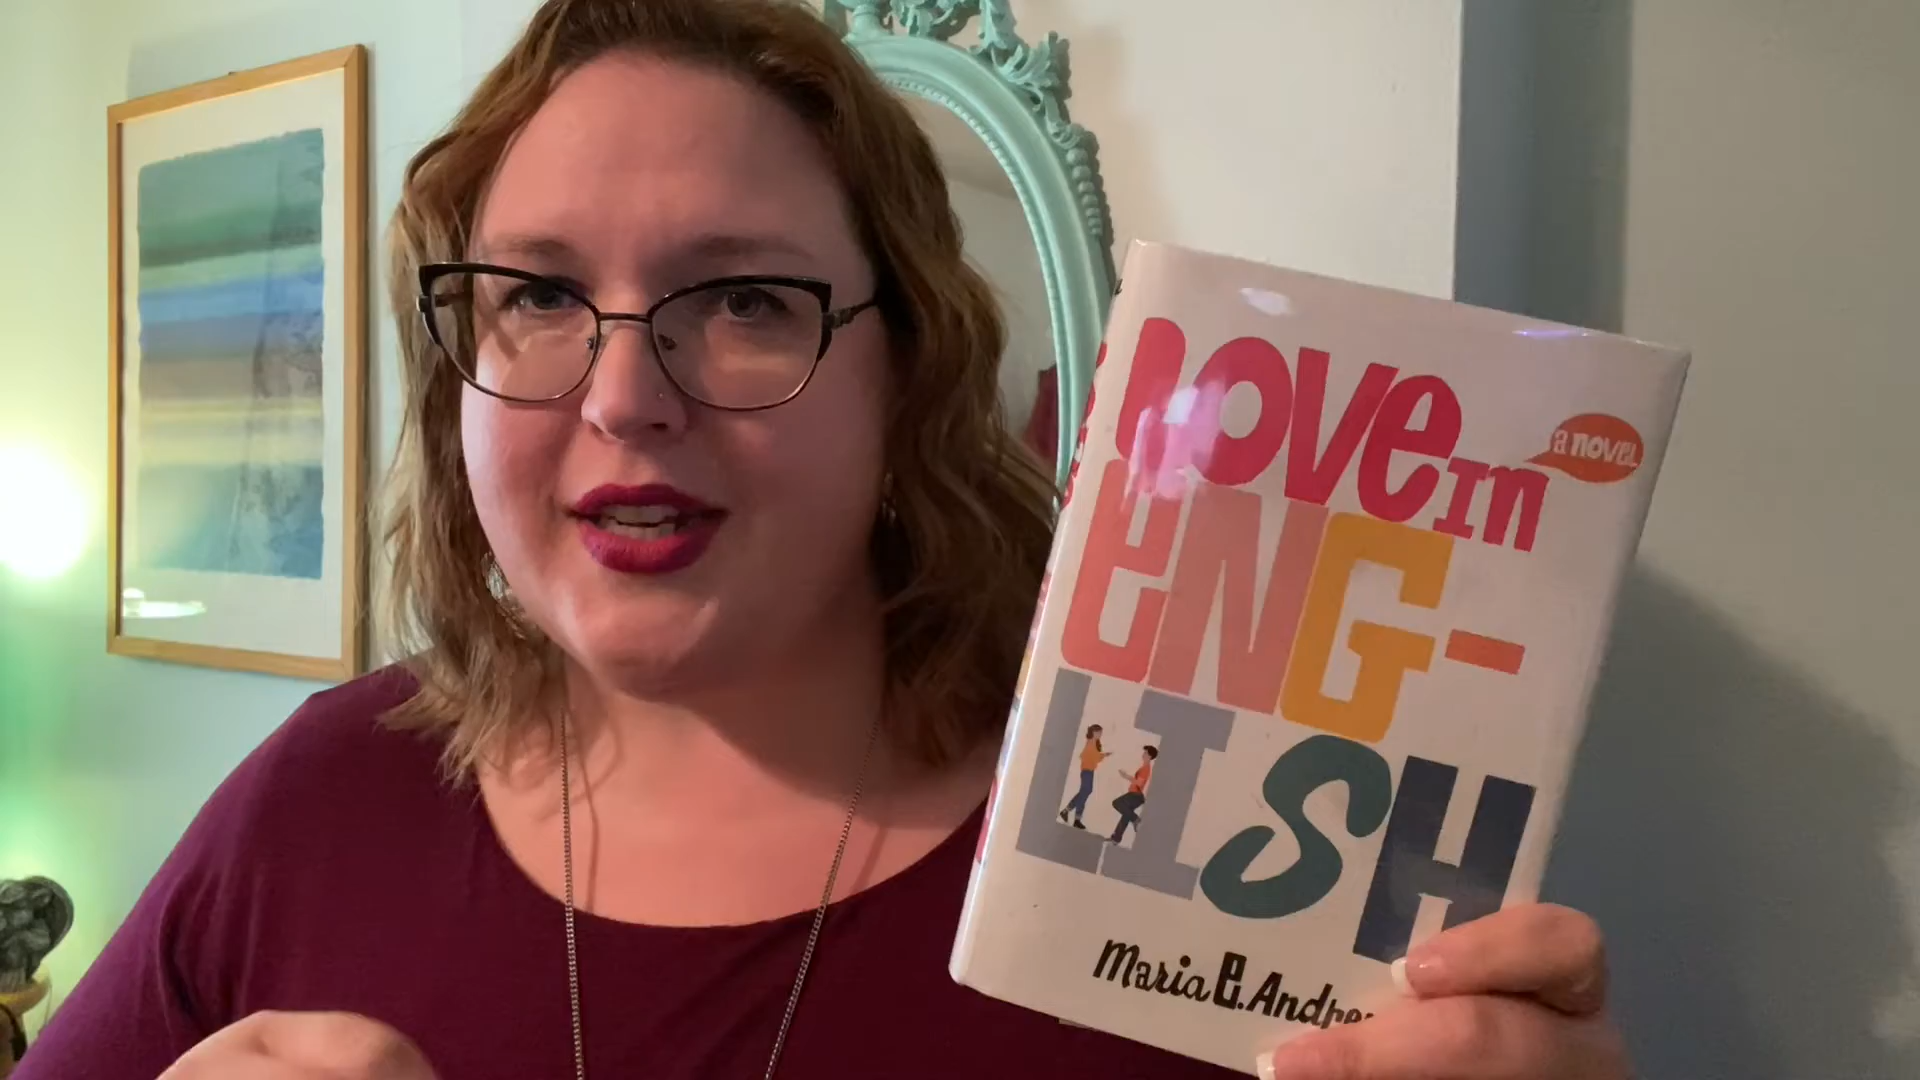 Love in
a novel
ENG-
LISH
Maria E. Andre